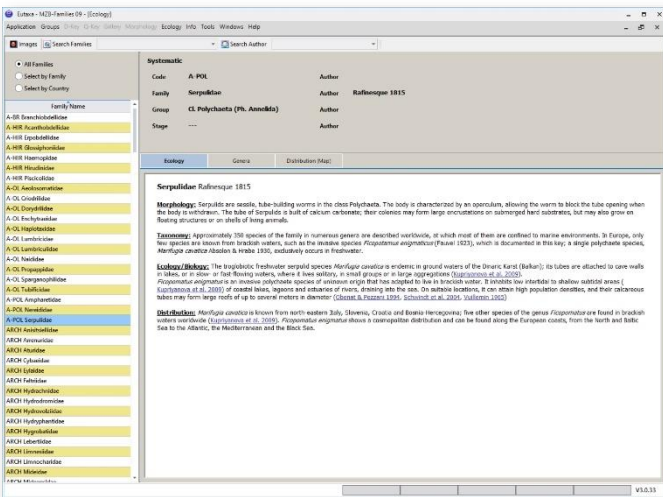 Eutaxa - MZB-Families 09 - [Ecology]
Application Groups D-Key G-Key Gr-Key Morphology Ecology Info Tools Windows Help
Images Search Families Search Author
All Families
Select by Family
Select by Country
Family Name
A-BR Branchiobdellidae
A-HIR Acanthobdellidae
A-HIR Erpobdellidae
A-HIR Glossiphoniidae
A-HIR Haemopidae
A-HIR Hirudinidae
A-HIR Piscicolidae
A-OL Aeolosomatidae
A-OL Criodrilidae
A-OL Dorydrilidae
A-OL Enchytraeidae
A-OL Haplotaxidae
A-OL Lumbricidae
A-OL Lumbriculidae
A-OL Naididae
A-OL Propappidae
A-OL Sparganophilidae
A-OL Tubificidae
A-POL Ampharetidae
A-POL Nereididae
A-POL Serpulidae
ARCH Anisitsiellidae
ARCH Arrenuridae
ARCH Aturidae
ARCH Cyboeidae
ARCH Eylaidae
ARCH Feltriidae
ARCH Hydrachnidae
ARCH Hydrodromidae
ARCH Hydrovolziidae
ARCH Hydryphantidae
ARCH Hygrobatidae
ARCH Lebertiidae
ARCH Limnesiidae
ARCH Limnocharidae
ARCH Mideidae
Systematic
Code A-POL Author
Family Serpulidae Author Rafinesque 1815
Group Cl. Polychaeta (Ph. Annelida) Author
Stage --- Author
Ecology Genera Distribution (Map)
Serpulidae Rafinesque 1815
Morphology: Serpulids are sessile, tube-building worms in the class Polychaeta. The body is characterized by an operculum, allowing the worm to block the tube opening when
the body is withdrawn. The tube of Serpulids is built of calcium carbonate; their colonies may form large encrustations on submerged hard substrates, but may also grow on
floating structures or on shells of living animals.
Taxonomy: Approximately 350 species of the family in numerous genera are described worldwide, at which most of them are confined to marine environments. In Europe, only
few species are known from brackish waters, such as the invasive species Ficopomatus enigmaticus (Fauvel 1923), which is documented in this key; a single polychaete species,
Marifugia cavatica Absolon & Hrabe 1930, exclusively occurs in freshwater.
Ecology/Biology: The troglobiotic freshwater serpulid species Marifugia cavatica is endemic in ground waters of the Dinaric Karst (Balkan); its tubes are attached to cave walls
in lakes, or in slow- or fast flowing waters, where it lives solitary, in small groups or in large aggregations (Kupriyanova et al. 2009).
Ficopomatus enigmaticus is an invasive polychaete species of unknown origin that has adapted to live in brackish water. It inhabits low intertidal to shallow subtidal areas (
Kupriyanova et al. 2009) of coastal lakes, lagoons and estuaries of rivers, draining into the sea. On suitable locations, it can attain high population densities, and their calcareous
tubes may form large reefs of up to several metors in diameter (Obenat & Pezzani 1994, Schwindt et al. 2004, Vuillemin 1965)
Distribution: Marifugia cavatica is known from north-eastern Italy, Slovenia, Croatia and Bosnia-Hercegovina; five other species of the genus Ficopomatus are found in brackish
waters worldwide (Kupriyanova et al. 2009). Ficopomatus enigmaticus shows a cosmopolitan distribution and can be found along the European coasts, from the North and Baltic
Sea to the Atlantic, the Mediterranean and the Black Sea.
V3.0.33